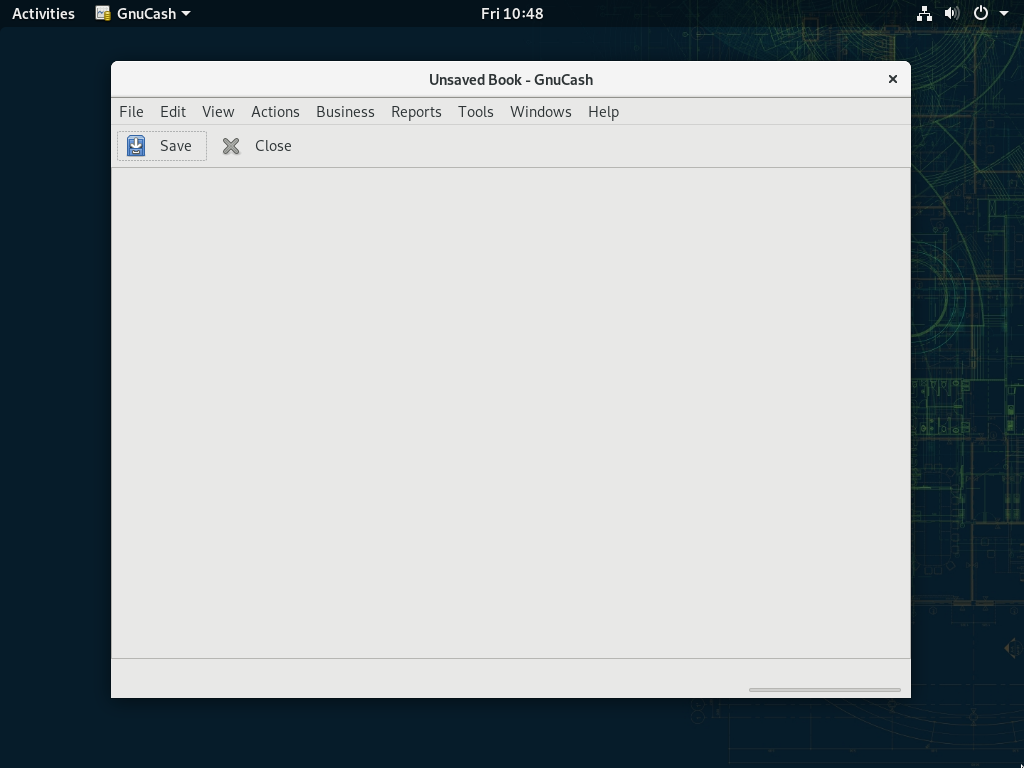 Activities GnuCash Fri 10:48
Unsaved Book - GnuCash
File Edit View Actions Business Reports Tools Windows Help
Save Close